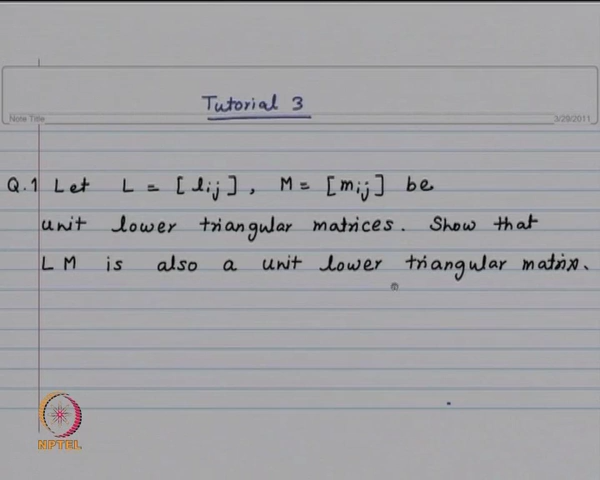 Tutorial 3
Note Title
3/29/2011
Q.1 Let L = [lij], M = [mij] be
unit lower triangular matrices. Show that
LM is also a unit lower triangular matrix.
NPTEL